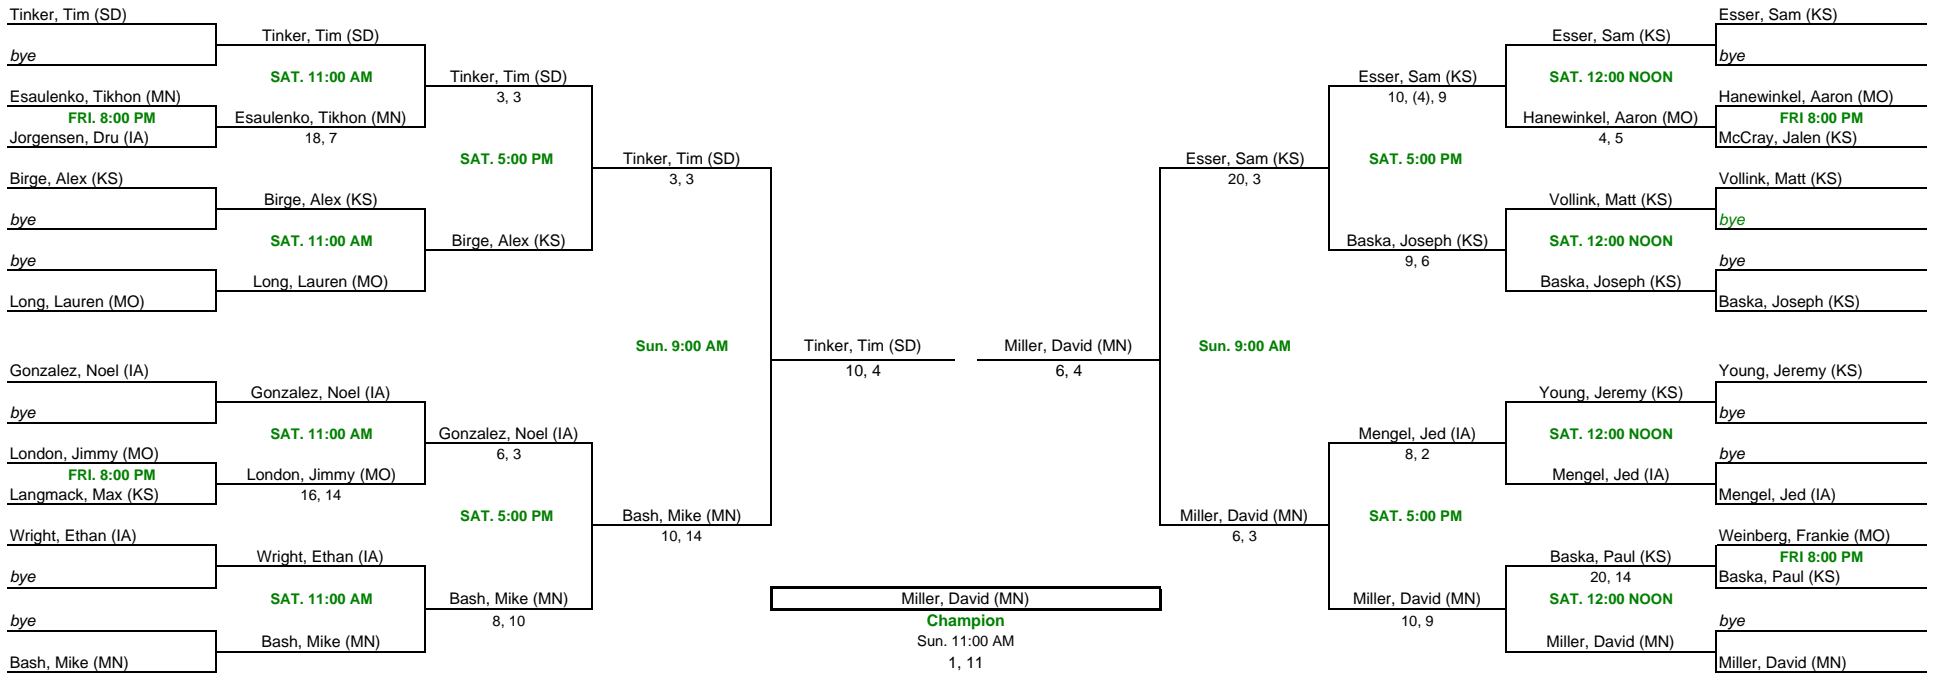 Tinker, Tim (SD)
bye
Esaulenko, Tikhon (MN)
FRI. 8:00 PM
Jorgensen, Dru (IA)
Birge, Alex (KS)
bye
bye
Long, Lauren (MO)
Gonzalez, Noel (IA)
bye
London, Jimmy (MO)
FRI. 8:00 PM
Langmack, Max (KS)
Wright, Ethan (IA)
bye
bye
Bash, Mike (MN)
Tinker, Tim (SD)
SAT. 11:00 AM
Esaulenko, Tikhon (MN)
18, 7
Birge, Alex (KS)
SAT. 11:00 AM
Long, Lauren (MO)
Gonzalez, Noel (IA)
SAT. 11:00 AM
London, Jimmy (MO)
16, 14
Wright, Ethan (IA)
SAT. 11:00 AM
Bash, Mike (MN)
Tinker, Tim (SD)
3, 3
SAT. 5:00 PM
Birge, Alex (KS)
Gonzalez, Noel (IA)
6, 3
SAT. 5:00 PM
Bash, Mike (MN)
8, 10
Tinker, Tim (SD)
3, 3
Sun. 9:00 AM
Bash, Mike (MN)
10, 14
Tinker, Tim (SD)
10, 4
Miller, David (MN)
6, 4
Miller, David (MN)
Champion
Sun. 11:00 AM
1, 11
Esser, Sam (KS)
20, 3
Sun. 9:00 AM
Miller, David (MN)
6, 3
Esser, Sam (KS)
10, (4), 9
SAT. 5:00 PM
Baska, Joseph (KS)
9, 6
Mengel, Jed (IA)
8, 2
SAT. 5:00 PM
Miller, David (MN)
10, 9
Esser, Sam (KS)
SAT. 12:00 NOON
Hanewinkel, Aaron (MO)
4, 5
Vollink, Matt (KS)
SAT. 12:00 NOON
Baska, Joseph (KS)
Young, Jeremy (KS)
SAT. 12:00 NOON
Mengel, Jed (IA)
Baska, Paul (KS)
20, 14
SAT. 12:00 NOON
Miller, David (MN)
Esser, Sam (KS)
bye
Hanewinkel, Aaron (MO)
FRI 8:00 PM
McCray, Jalen (KS)
Vollink, Matt (KS)
bye
bye
Baska, Joseph (KS)
Young, Jeremy (KS)
bye
bye
Mengel, Jed (IA)
Weinberg, Frankie (MO)
FRI 8:00 PM
Baska, Paul (KS)
bye
Miller, David (MN)